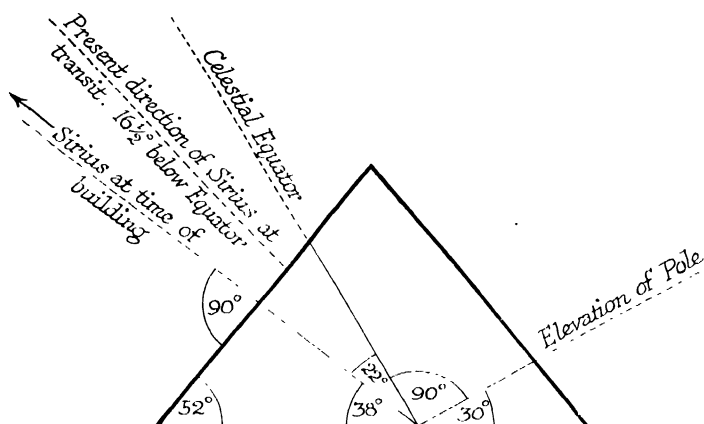 Present direction of Sirius at
transit. 16½° below Equator
Celestial Equator
Sirius at time of
building
Elevation of Pole
90°
22°
90°
52°
38°
30°